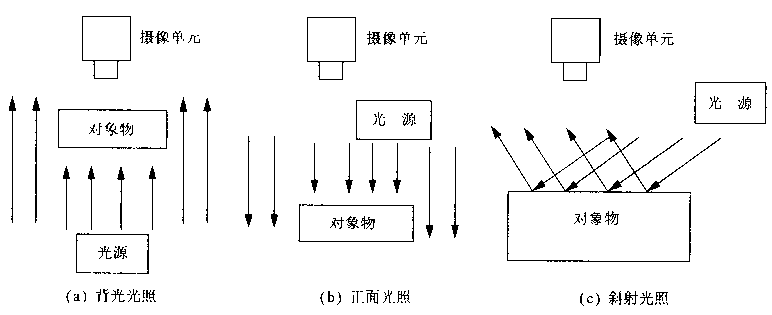 摄像单元
对象物
光源
(a) 背光光照
摄像单元
光 源
对象物
(b) 正面光照
摄像单元
光 源
对象物
(c) 斜射光照